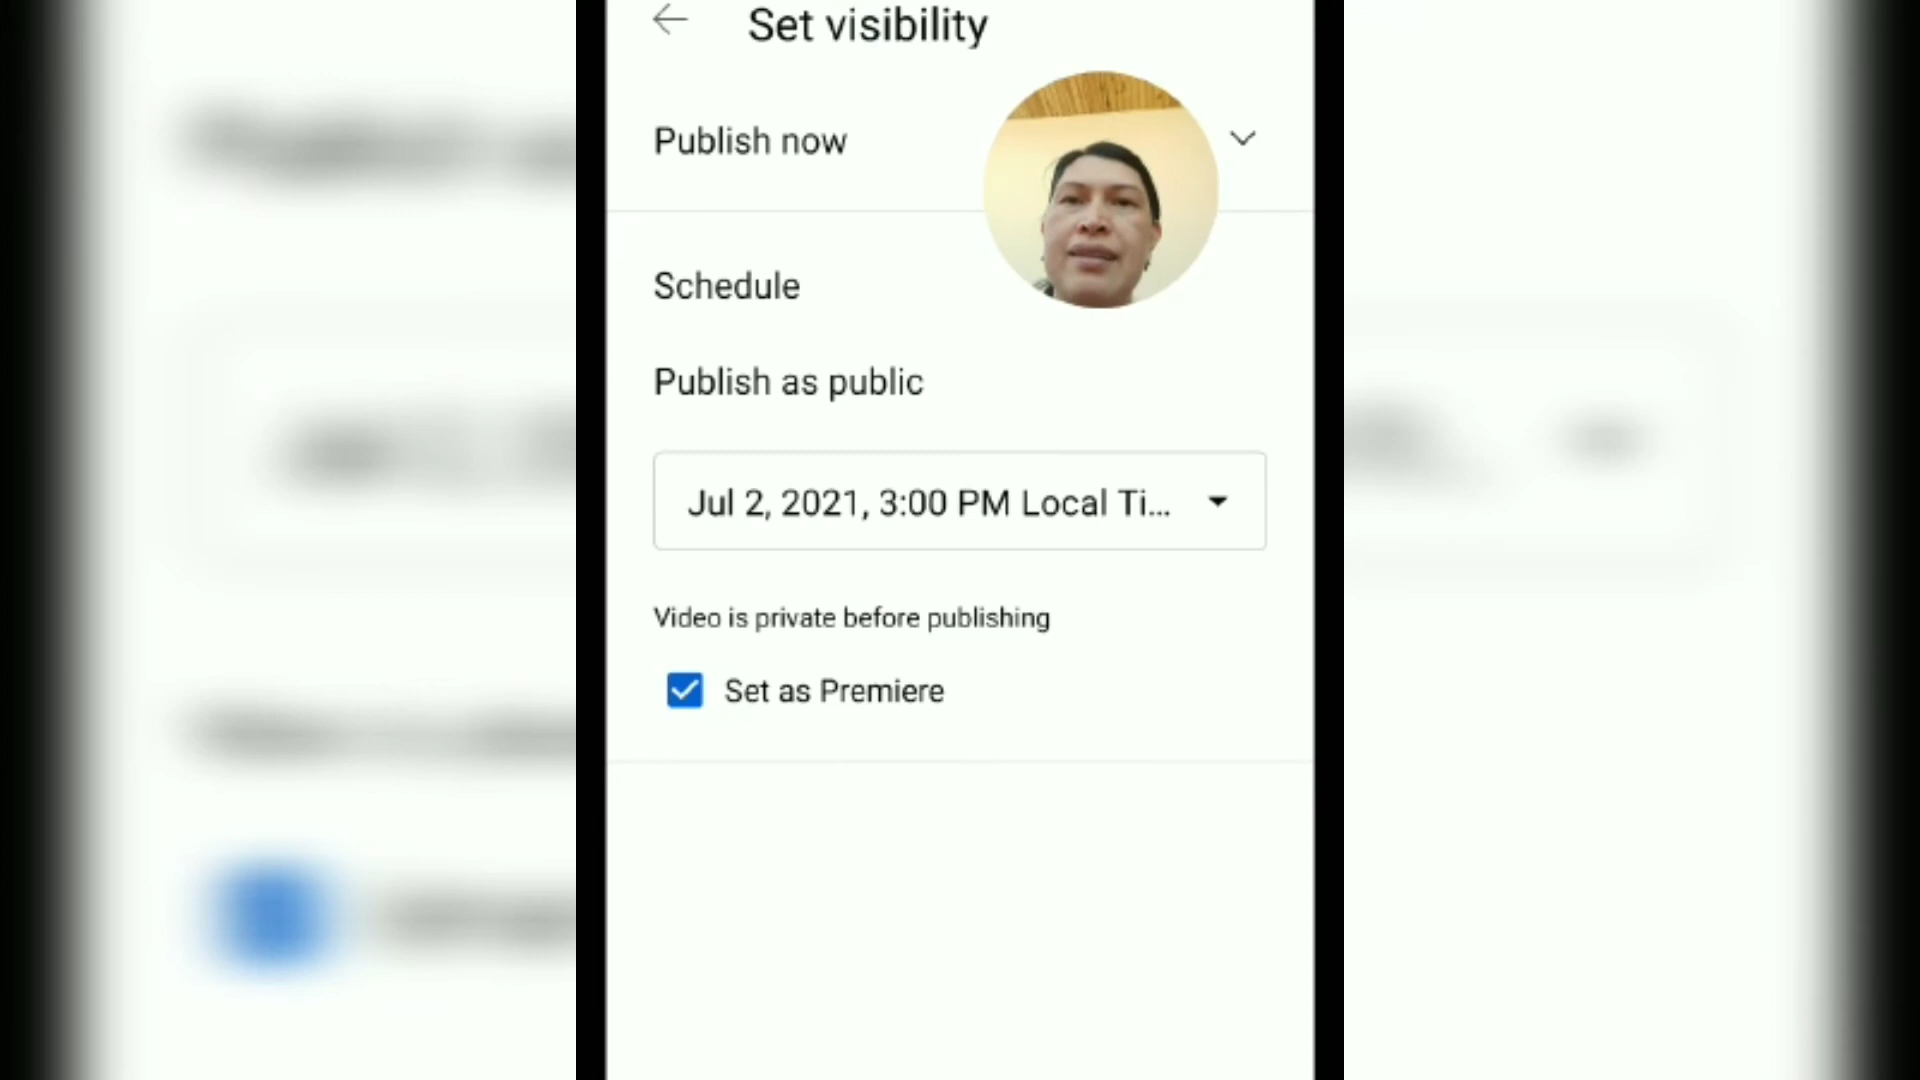 Set visibility
Publish now
Schedule
Publish as public
Jul 2, 2021, 3:00 PM Local Ti...
Video is private before publishing
Set as Premiere